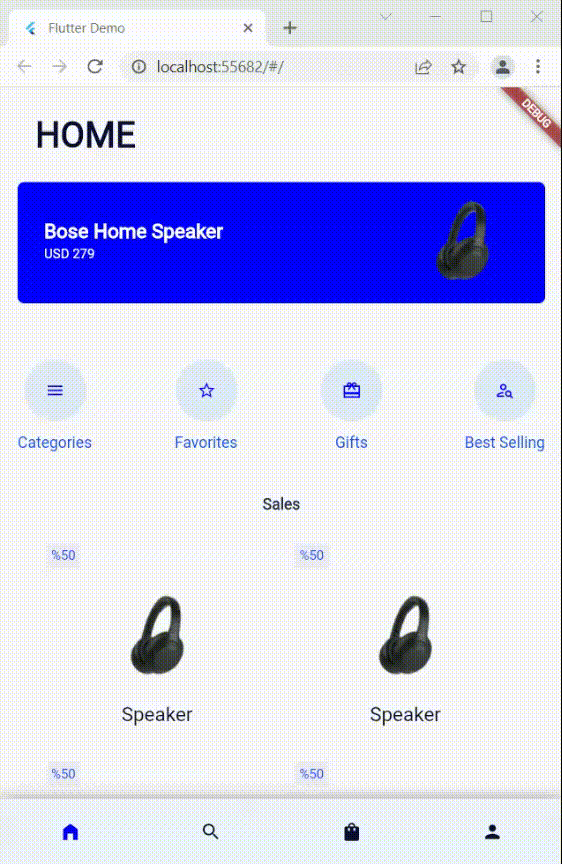 Flutter Demo
localhost:55682/#/
DEBUG
HOME
Bose Home Speaker
USD 279
Categories
Favorites
Gifts
Best Selling
Sales
%50
%50
Speaker
Speaker
%50
%50